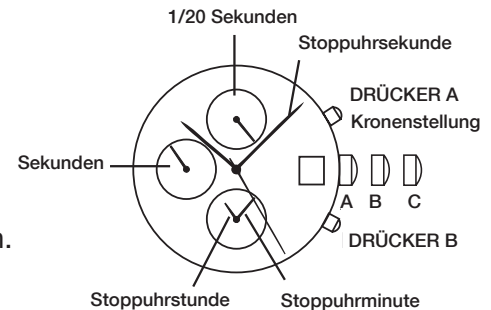 1/20 Sekunden
Stoppuhrsekunde
DRÜCKER A
Kronenstellung
Sekunden
A B C
DRÜCKER B
Stoppuhrstunde Stoppuhrminute